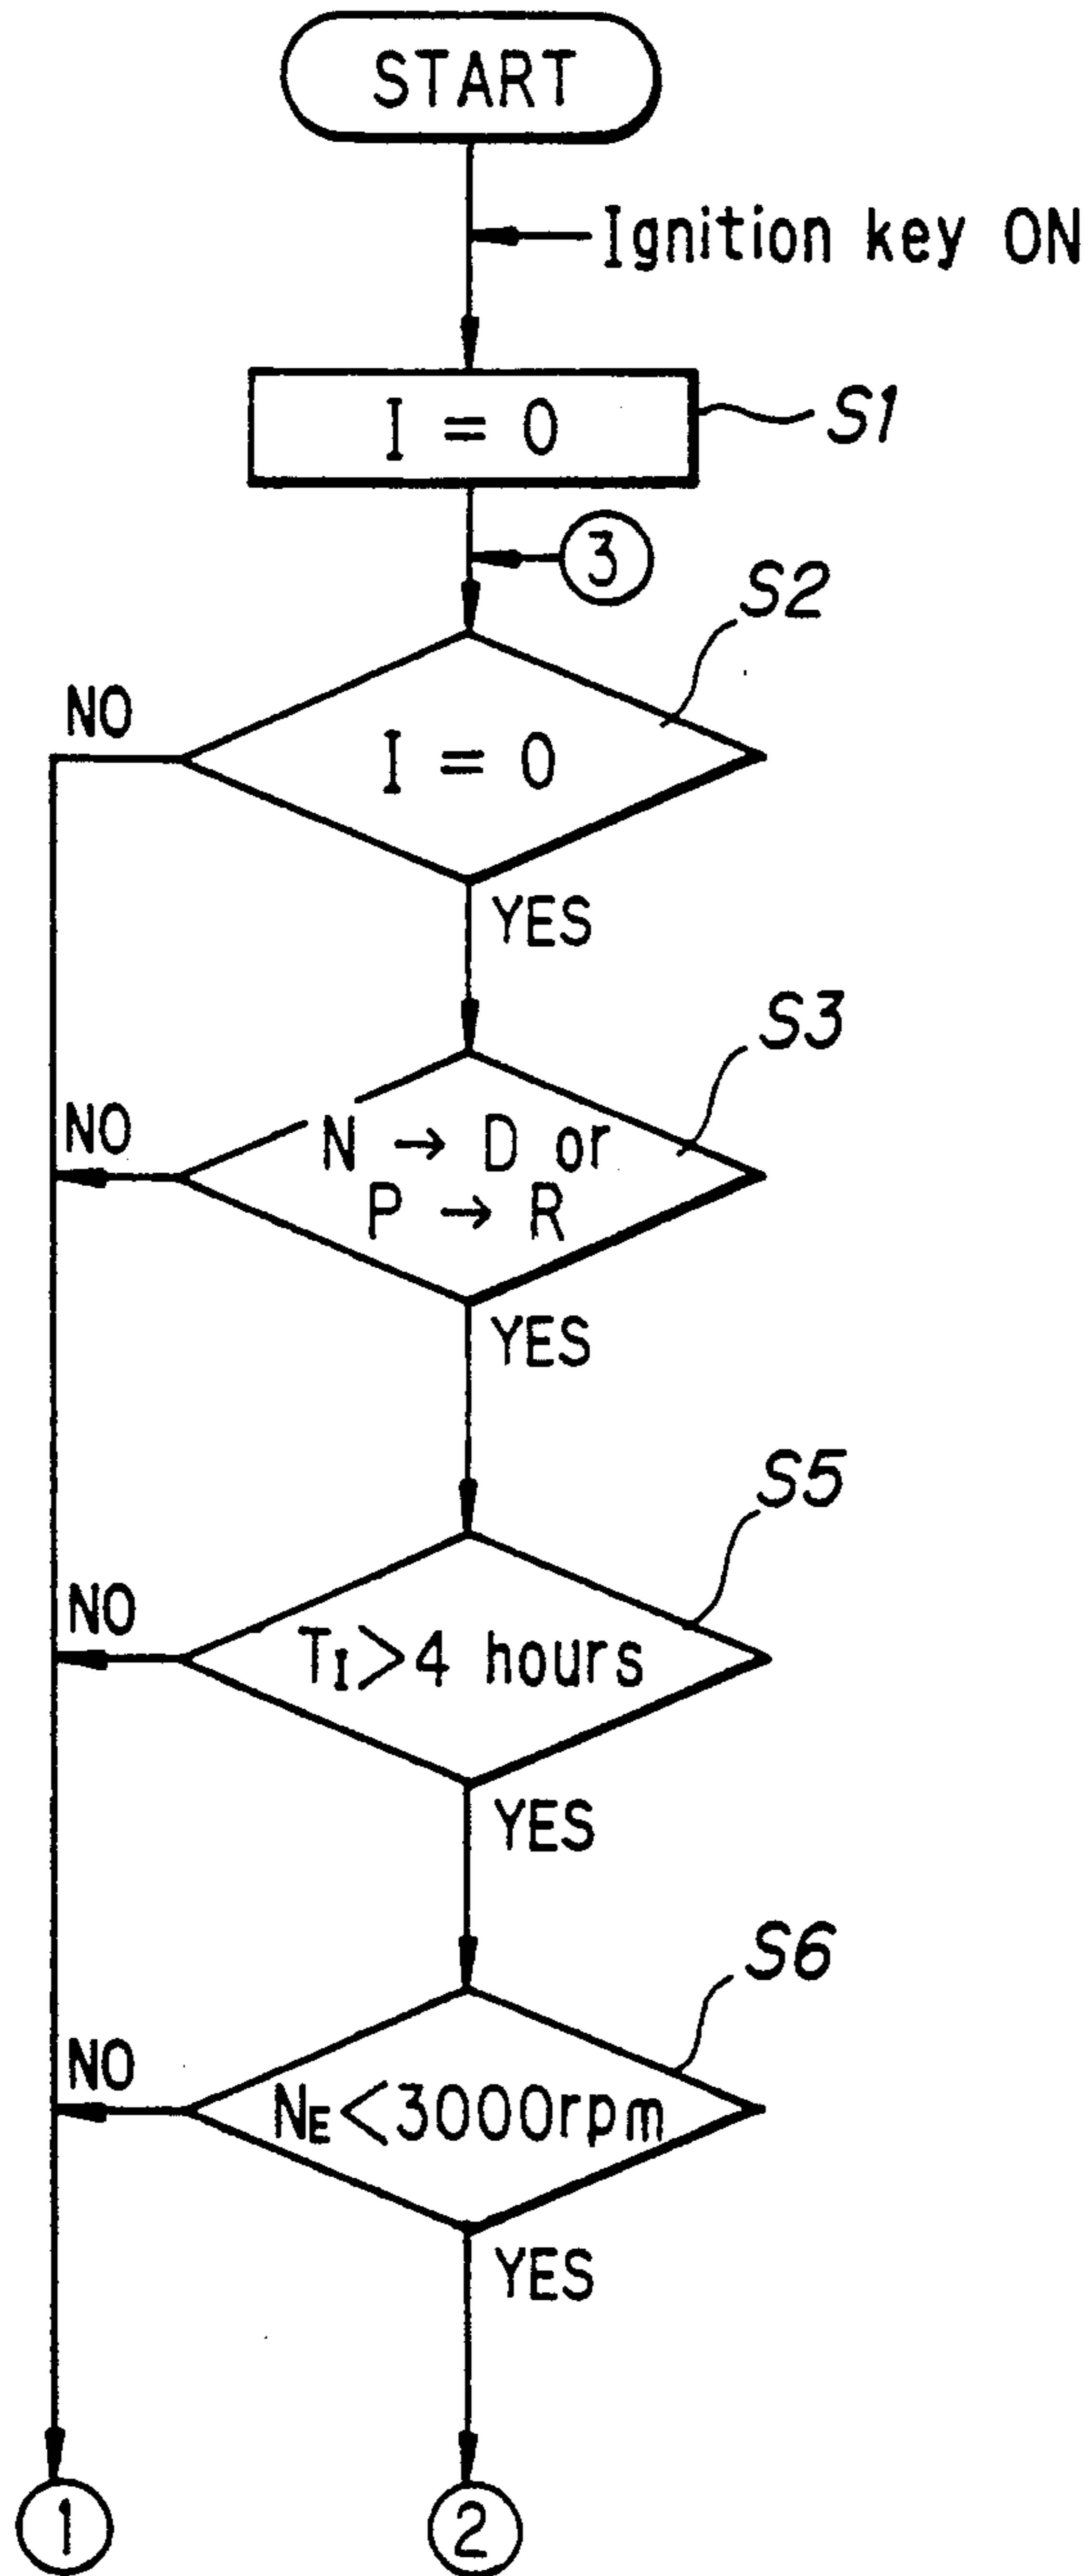 START
Ignition key ON
I = 0
S1
3
S2
NO
I = 0
YES
S3
NO
N → D or
P → R
YES
S5
NO
TI>4 hours
YES
S6
NO
NE<3000rpm
YES
1
2